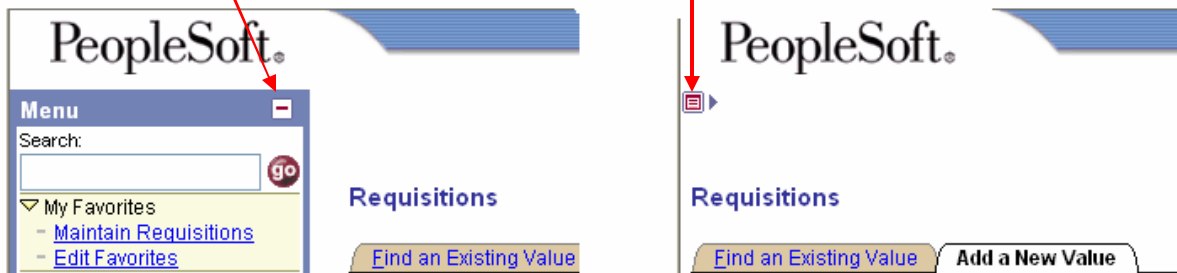 PeopleSoft®
Menu
Search:
go
My Favorites
- Maintain Requisitions
- Edit Favorites
Requisitions
Find an Existing Value
PeopleSoft®
Requisitions
Find an Existing Value
Add a New Value